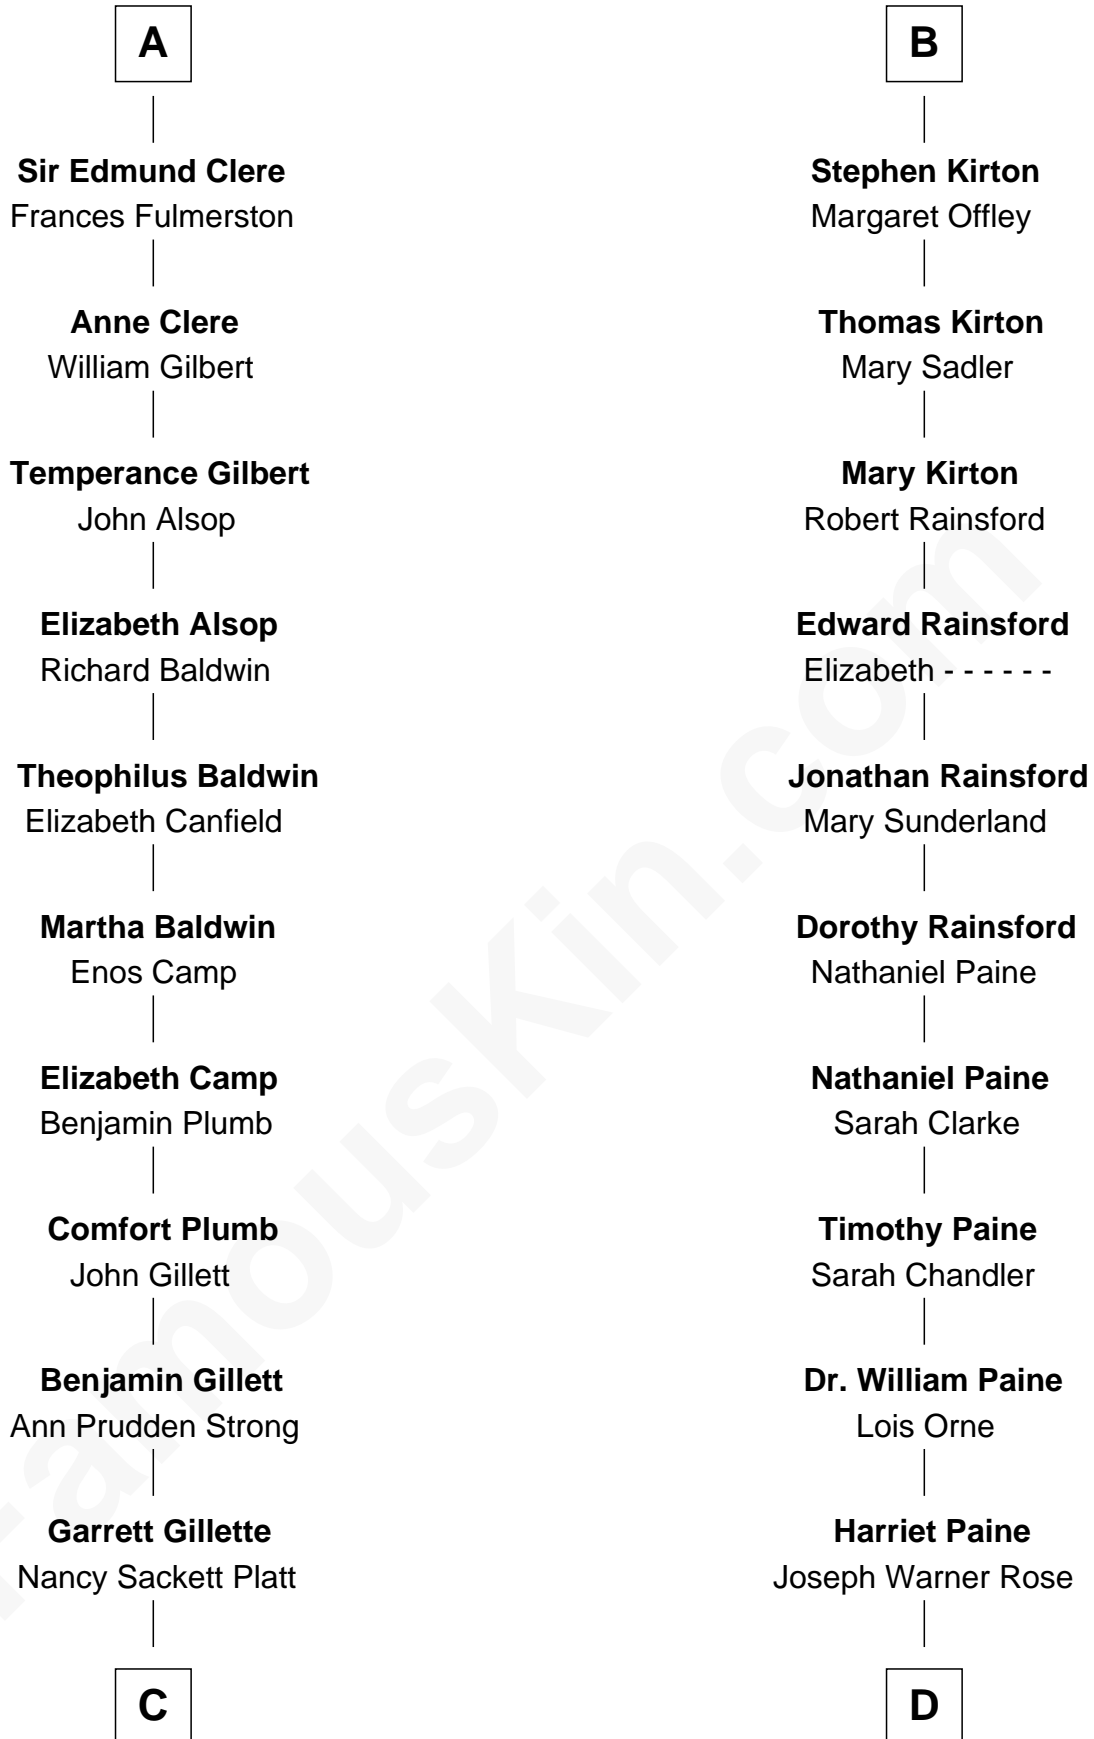 A
Sir Edmund Clere
Frances Fulmerston
Anne Clere
William Gilbert
Temperance Gilbert
John Alsop
Elizabeth Alsop
Richard Baldwin
Theophilus Baldwin
Elizabeth Canfield
Martha Baldwin
Enos Camp
Elizabeth Camp
Benjamin Plumb
Comfort Plumb
John Gillett
Benjamin Gillett
Ann Prudden Strong
Garrett Gillette
Nancy Sackett Platt
C
B
Stephen Kirton
Margaret Offley
Thomas Kirton
Mary Sadler
Mary Kirton
Robert Rainsford
Edward Rainsford
Elizabeth - - - - - -
Jonathan Rainsford
Mary Sunderland
Dorothy Rainsford
Nathaniel Paine
Nathaniel Paine
Sarah Clarke
Timothy Paine
Sarah Chandler
Dr. William Paine
Lois Orne
Harriet Paine
Joseph Warner Rose
D
FamousKin.com